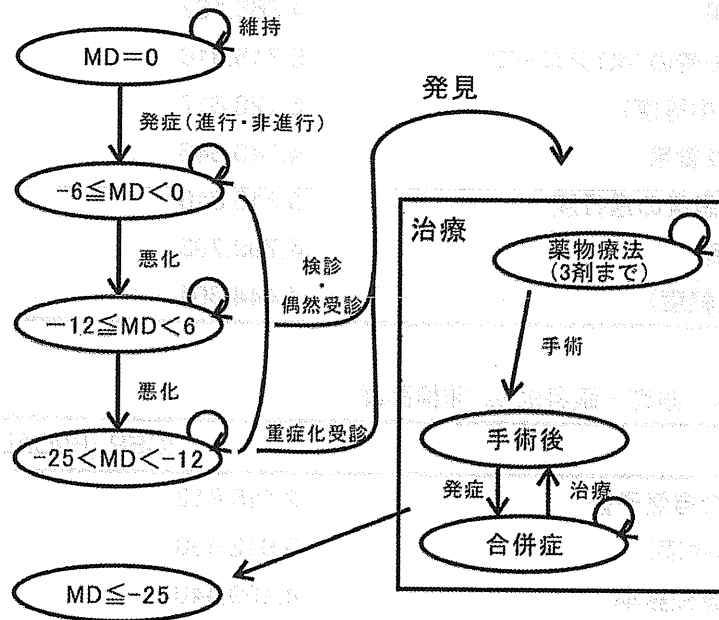 維持
MD=0
発見
発症(進行・非進行)
-6≦MD<0
治療
薬物療法
(3剤まで)
検診
・
偶然受診
悪化
-12≦MD<6
手術
悪化
重症化受診
手術後
-25<MD<-12
発症
治療
合併症
MD≦-25